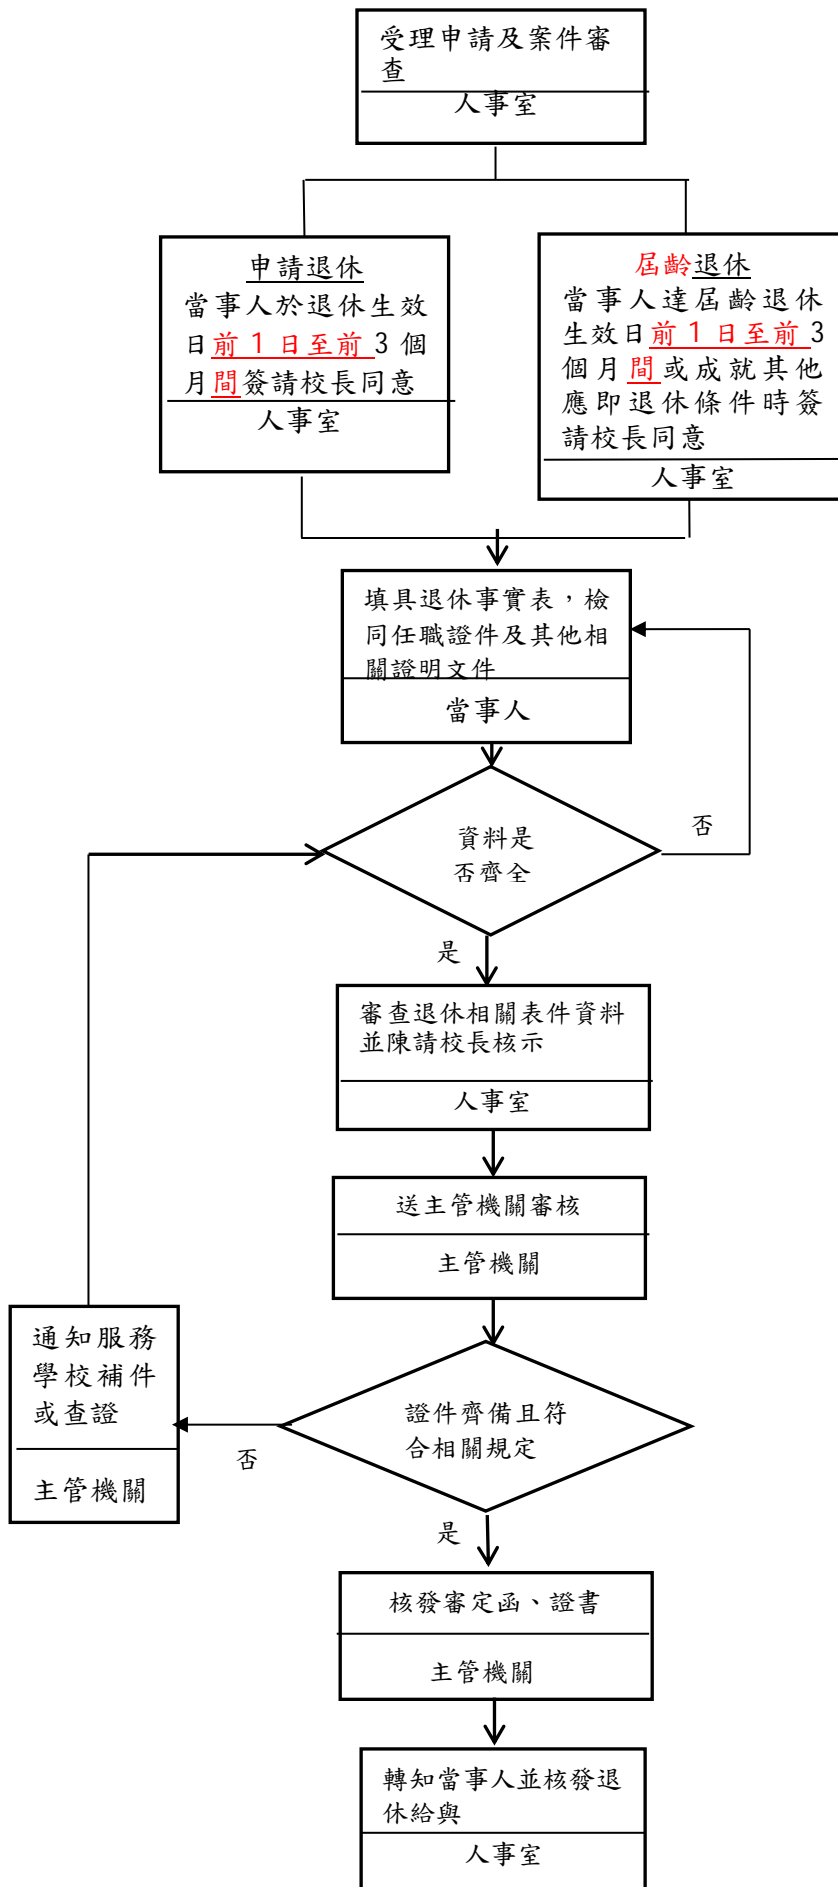 受理申請及案件審
查
人事室
申請退休
當事人於退休生效
日前 1 日至前 3 個
月間簽請校長同意
人事室
屆齡退休
當事人達屆齡退休
生效日前 1 日至前 3
個月間或成就其他
應即退休條件時簽
請校長同意
人事室
填具退休事實表，檢
同任職證件及其他相
關證明文件
當事人
資料是
否齊全
否
是
審查退休相關表件資料
並陳請校長核示
人事室
送主管機關審核
主管機關
通知服務
學校補件
或查證
主管機關
證件齊備且符
合相關規定
否
是
核發審定函、證書
主管機關
轉知當事人並核發退
休給與
人事室